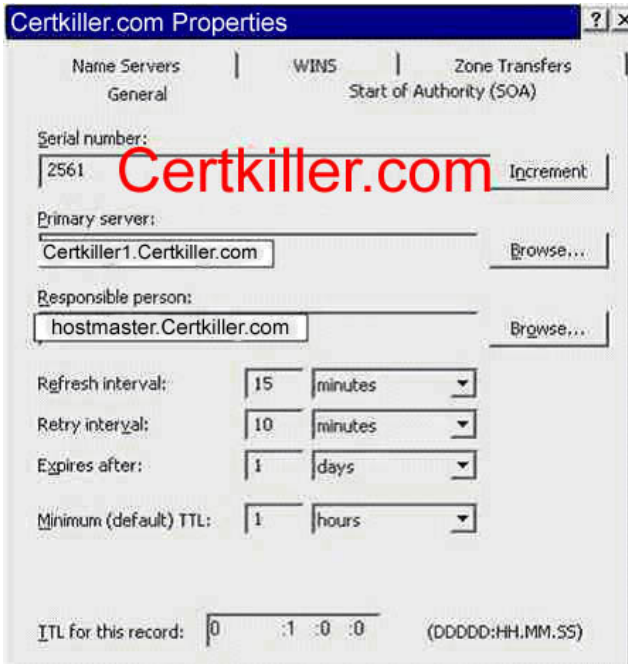 Certkiller.com Properties ? ×
Name Servers WINS Zone Transfers
General Start of Authority (SOA)
Serial number:
2561 Certkiller.com Increment
Primary server:
Certkiller1.Certkiller.com Browse...
Responsible person:
hostmaster.Certkiller.com Browse...
Refresh interval: 15 minutes
Retry interval: 10 minutes
Expires after: 1 days
Minimum (default) TTL: 1 hours
TTL for this record: 0 :1 :0 :0 (DDDDD:HH.MM.SS)